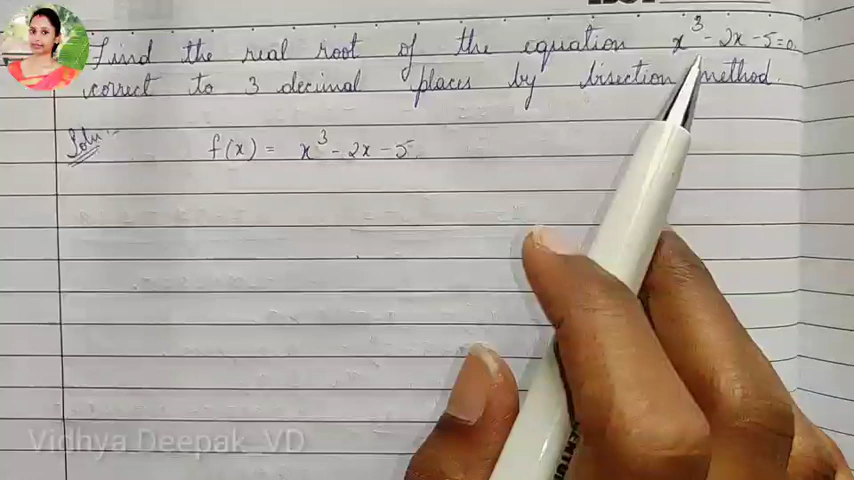 Find the real root of the equation x³ - 2x - 5 = 0
correct to 3 decimal places by bisection method.
Soln:-
f(x) = x³ - 2x - 5.
Vidhya Deepak_VD